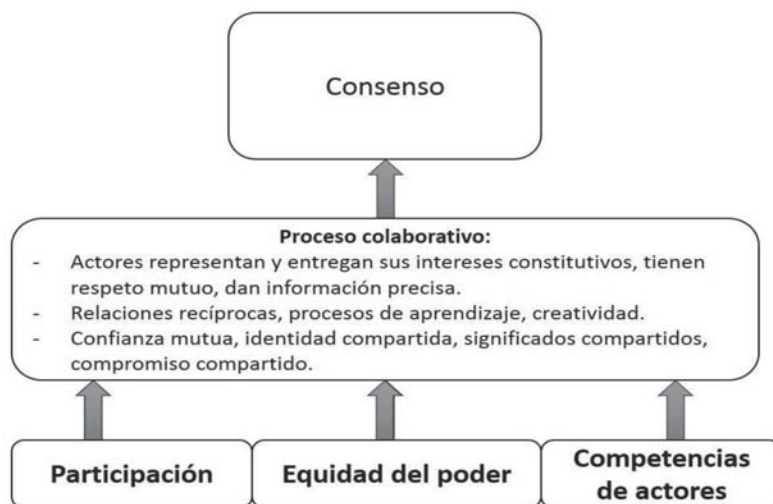 Consenso
Proceso colaborativo:
- Actores representan y entregan sus intereses constitutivos, tienen
respeto mutuo, dan información precisa.
- Relaciones recíprocas, procesos de aprendizaje, creatividad.
- Confianza mutua, identidad compartida, significados compartidos,
compromiso compartido.
Participación
Equidad del poder
Competencias
de actores